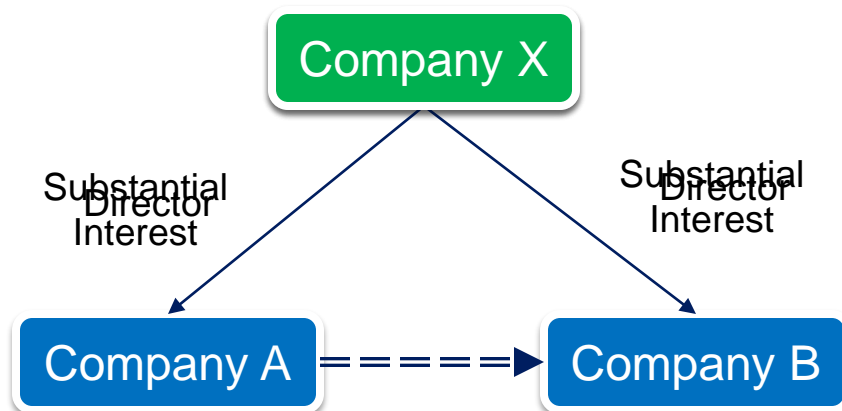 Company X
Substantial
Director
Interest
Substantial
Director
Interest
Company A
Company B